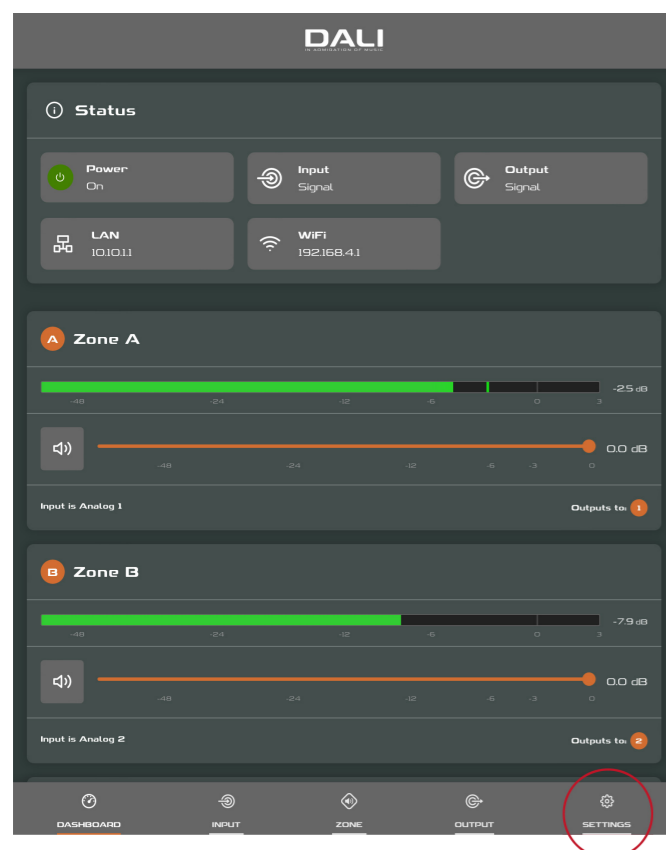 DALI
IN ADMIRATION OF MUSIC
Status
Power
On
Input
Signal
Output
Signal
LAN
10.10.1.1
WiFi
192.168.4.1
A Zone A
-2.5 dB
-48 -24 -12 -6 0 3
0.0 dB
-48 -24 -12 -6 -3 0
Input is Analog 1 Outputs to: 1
B Zone B
-7.9 dB
-48 -24 -12 -6 0 3
0.0 dB
-48 -24 -12 -6 -3 0
Input is Analog 2 Outputs to: 2
DASHBOARD INPUT ZONE OUTPUT SETTINGS